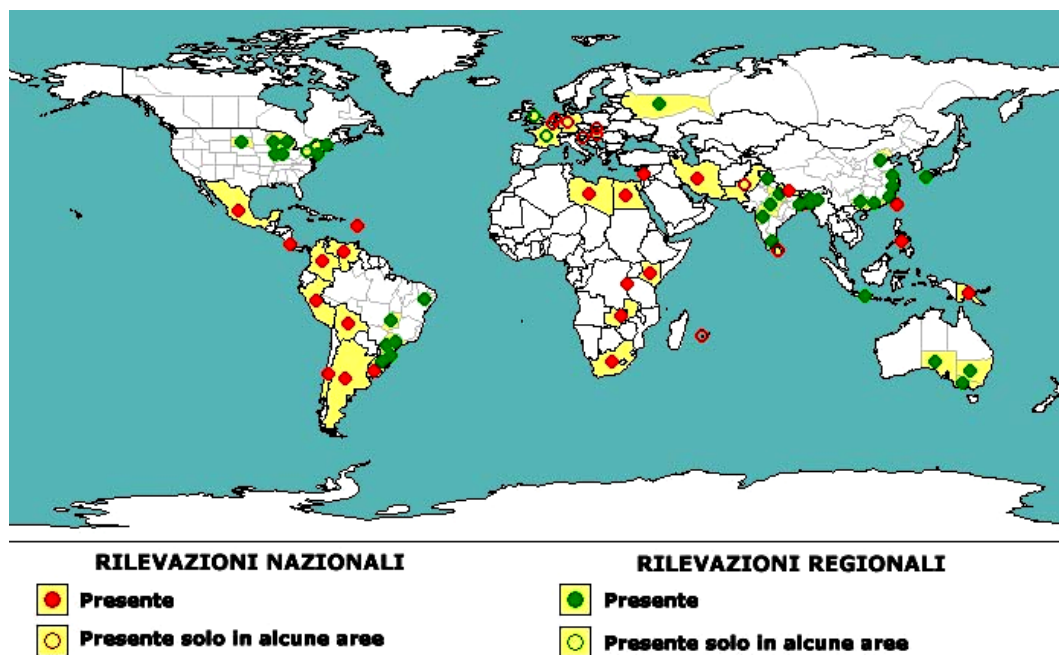 RILEVAZIONI NAZIONALI
Presente
Presente solo in alcune aree
RILEVAZIONI REGIONALI
Presente
Presente solo in alcune aree